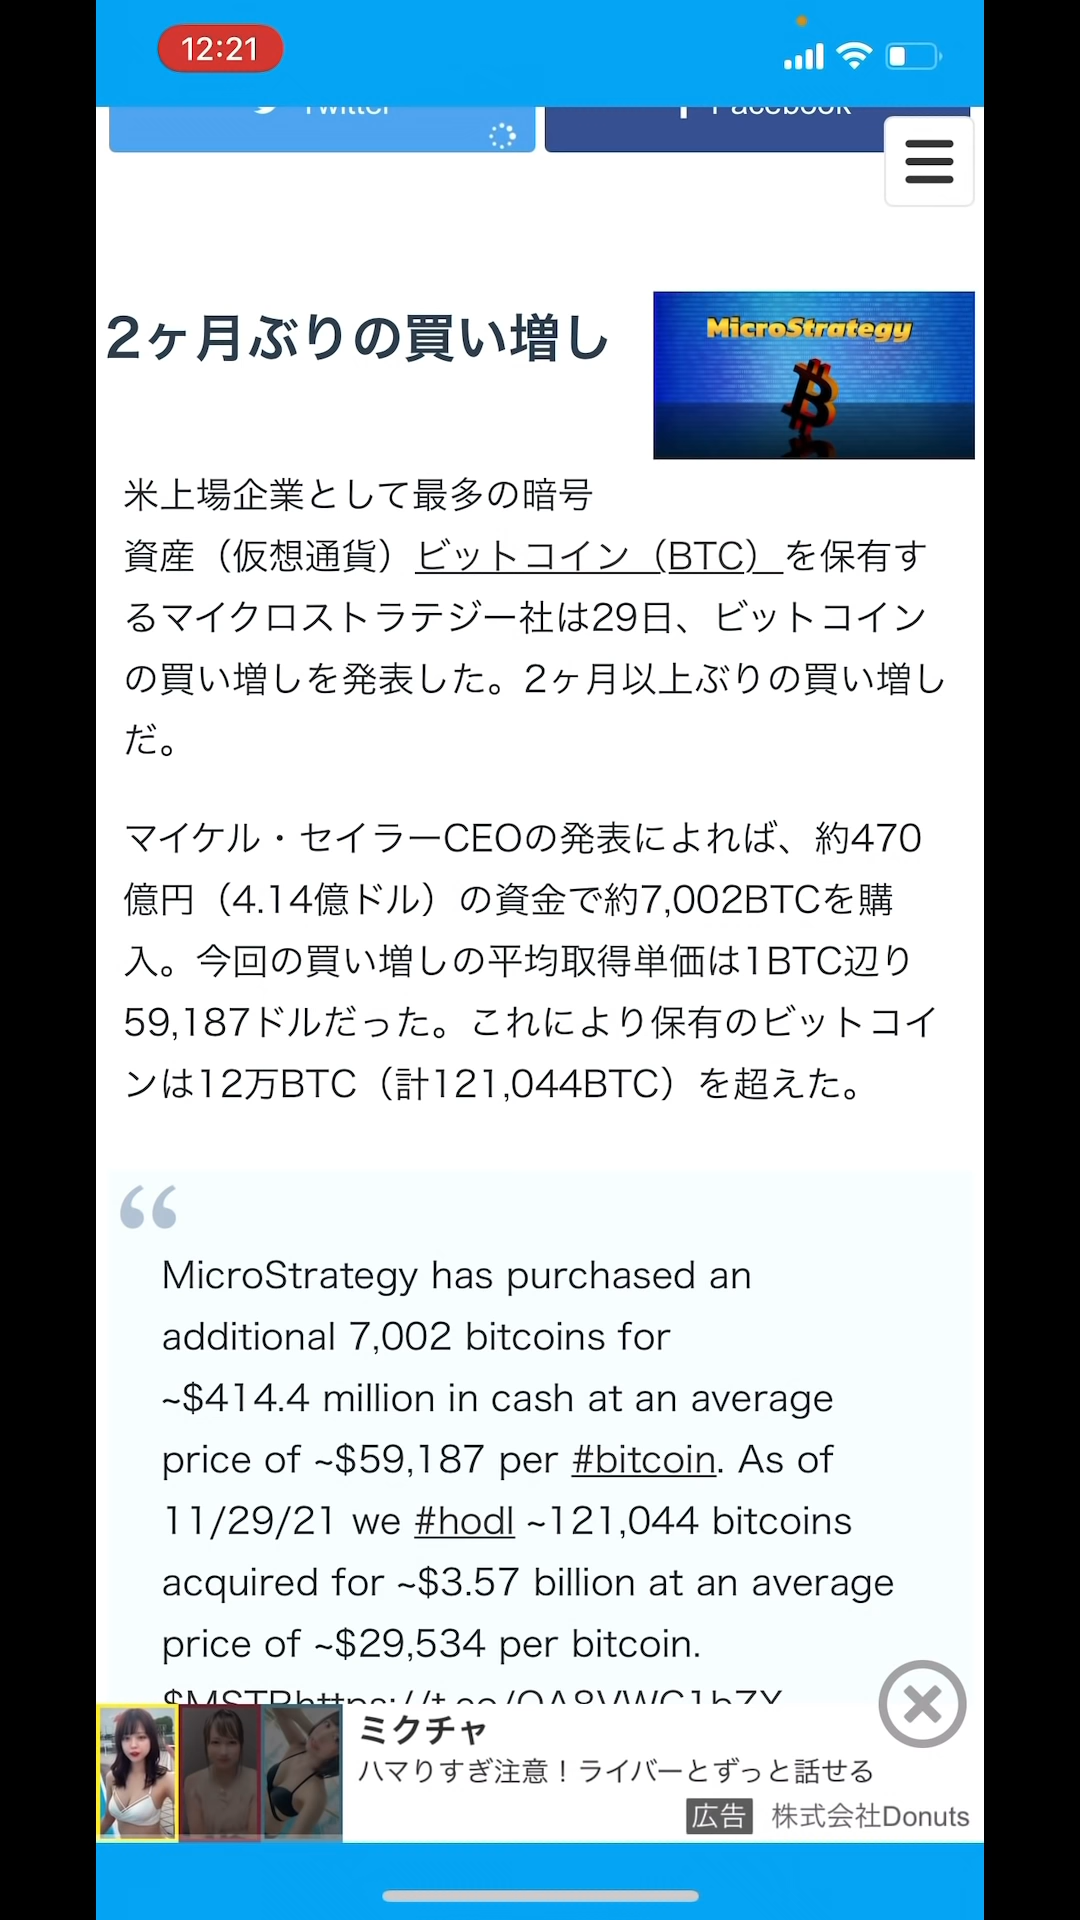 12:21
Twitter
Facebook
2ヶ月ぶりの買い増し
MicroStrategy
米上場企業として最多の暗号
資産（仮想通貨）ビットコイン（BTC）を保有す
るマイクロストラテジー社は29日、ビットコイン
の買い増しを発表した。2ヶ月以上ぶりの買い増し
だ。
マイケル・セイラーCEOの発表によれば、約470
億円（4.14億ドル）の資金で約7,002BTCを購
入。今回の買い増しの平均取得単価は1BTC辺り
59,187ドルだった。これにより保有のビットコイ
ンは12万BTC（計121,044BTC）を超えた。
“
MicroStrategy has purchased an
additional 7,002 bitcoins for
~$414.4 million in cash at an average
price of ~$59,187 per #bitcoin. As of
11/29/21 we #hodl ~121,044 bitcoins
acquired for ~$3.57 billion at an average
price of ~$29,534 per bitcoin.
ミクチャ
ハマりすぎ注意！ライバーとずっと話せる
広告 株式会社Donuts